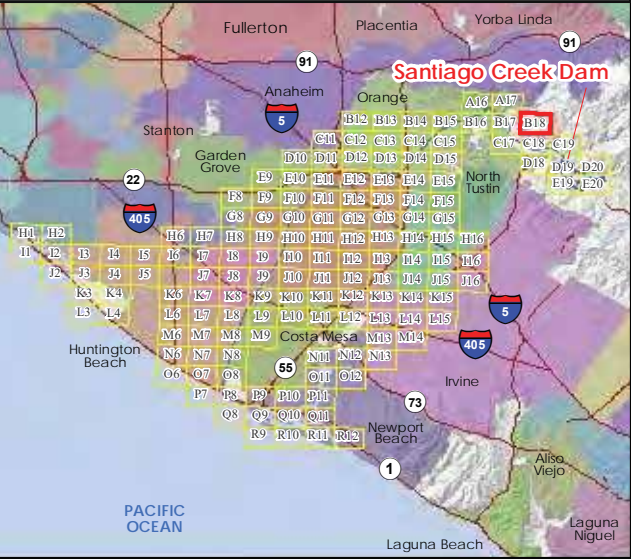 Fullerton
Placentia
Yorba Linda
91
91
Santiago Creek Dam
Anaheim
Orange
A16 A17
5
B12 B13 B14 B15 B16 B17 B18
Stanton
C11 C12 C13 C14 C15 C17 C18 C19
Garden
Grove
D10 D11 D12 D13 D14 D15 D18 D19 D20
North
Tustin
22
E9 E10 E11 E12 E13 E14 E15 E19 E20
F8 F9 F10 F11 F12 F13 F14 F15
405
G8 G9 G10 G11 G12 G13 G14 G15
H1 H2 H6 H7 H8 H9 H10 H11 H12 H13 H14 H15 H16
I1 I2 I3 I4 I5 I6 I7 I8 I9 I10 I11 I12 I13 I14 I15 I16
J2 J3 J4 J5 J7 J8 J9 J10 J11 J12 J13 J14 J15 J16
K3 K4 K6 K7 K8 K9 K10 K11 K12 K13 K14 K15
5
L3 L4 L6 L7 L8 L9 L10 L11 L12 L13 L14 L15
M6 M7 M8 M9 Costa Mesa M13 M14
405
Huntington
Beach
N6 N7 N8 N11 N12 N13
55
O6 O7 O8 O11 O12
Irvine
P7 P8 P9 P10 P11
73
Q8 Q9 Q10 Q11
Newport
Beach
R9 R10 R11 R12
1
Aliso
Viejo
PACIFIC
OCEAN
Laguna
Niguel
Laguna Beach